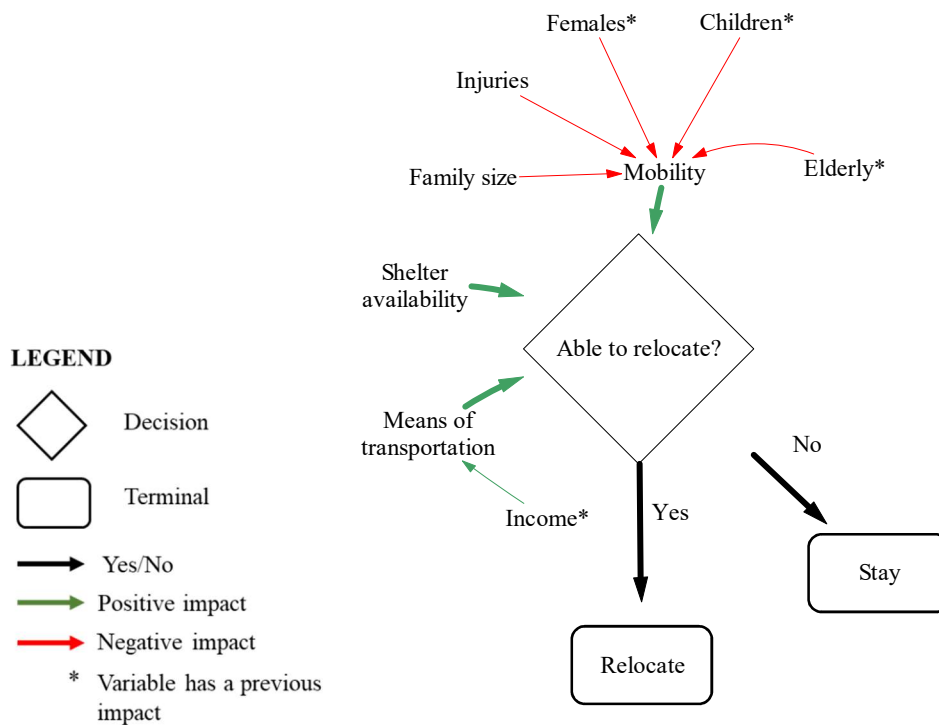 Females*
Children*
Injuries
Family size
Mobility
Elderly*
Shelter
availability
Able to relocate?
Means of
transportation
Income*
Yes
No
Relocate
Stay
LEGEND
Decision
Terminal
Yes/No
Positive impact
Negative impact
* Variable has a previous
impact